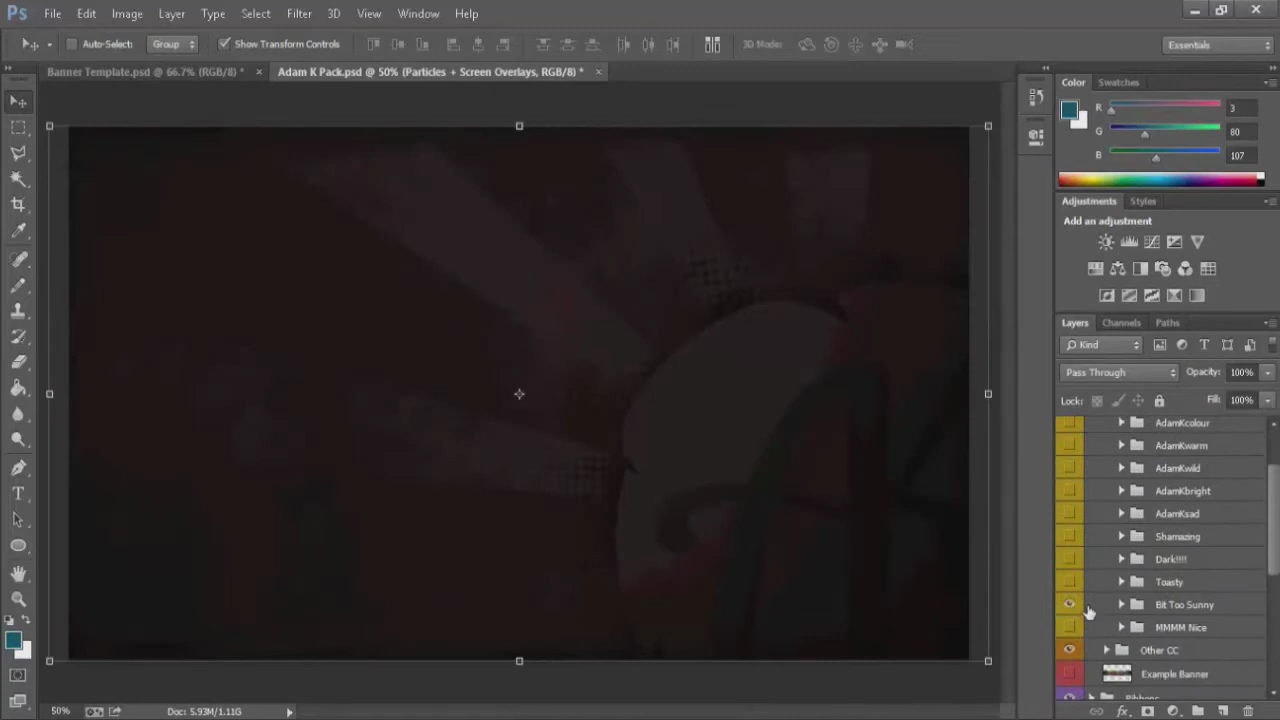 Ps File Edit Image Layer Type Select Filter 3D View Window Help
Auto-Select: Group Show Transform Controls 3D Mode: Essentials
Banner Template.psd @ 66.7% (RGB/8) * × Adam K Pack.psd @ 50% (Particles + Screen Overlays, RGB/8) * ×
Color Swatches
R 3
G 80
B 107
Adjustments Styles
Add an adjustment
Layers Channels Paths
Kind
Pass Through Opacity: 100%
Lock: Fill: 100%
AdamKcolour
AdamKwarm
AdamKwild
AdamKbright
AdamKsad
Shamazing
Dark!!!!
Toasty
Bit Too Sunny
MMMM Nice
Other CC
Example Banner
Ribbons
50% Doc: 5.93M/1.11G